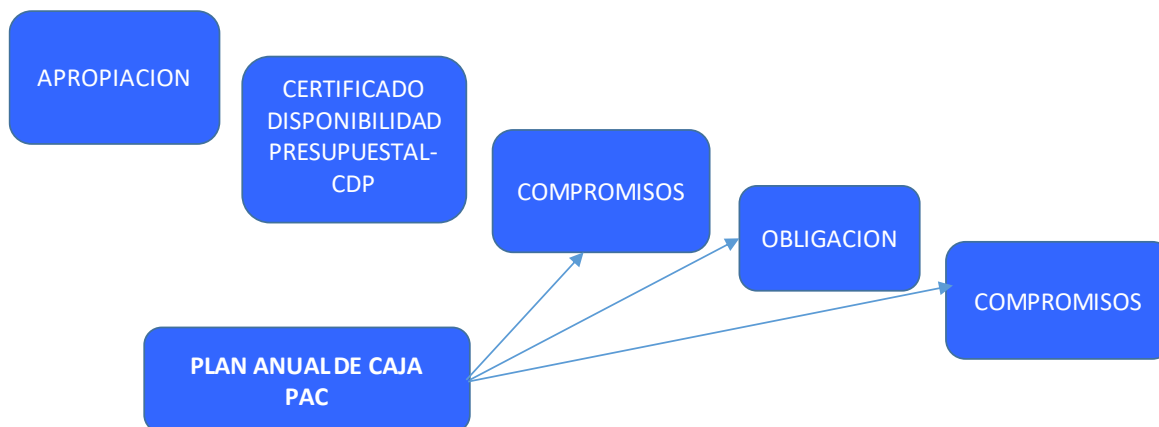 APROPIACION
CERTIFICADO
DISPONIBILIDAD
PRESUPUESTAL-
CDP
COMPROMISOS
OBLIGACION
COMPROMISOS
PLAN ANUAL DE CAJA
PAC